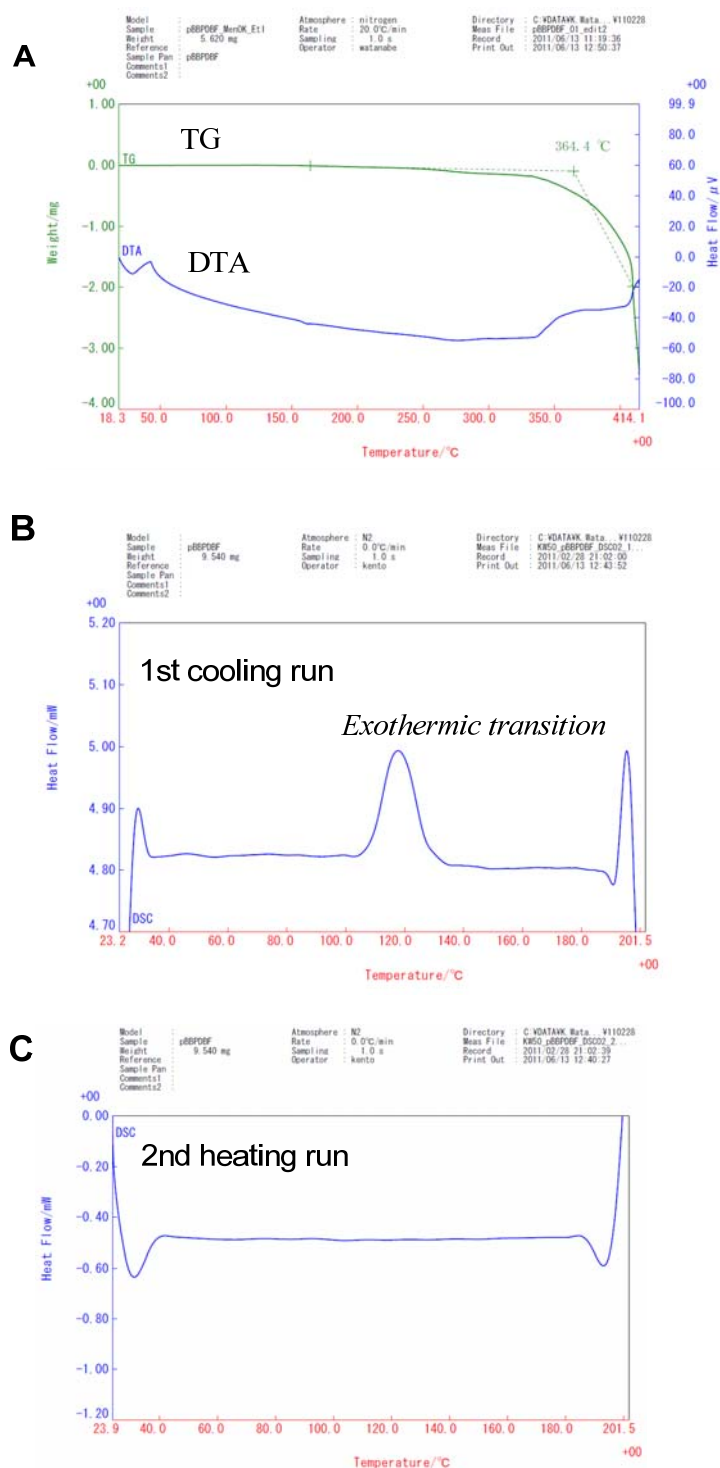 A
Model :
Sample : pBBPDBF_MenOK_Etl
Weight : 5.620 mg
Reference :
Sample Pan : pBBPDBF
Comments1 :
Comments2 :
Atmosphere : nitrogen
Rate : 20.0℃/min
Sampling : 1.0 s
Operator : watanabe
Directory : C:¥DATA¥K.Wata...¥110228
Meas File : pBBPDBF_01_edit2
Record : 2011/06/13 11:19:36
Print Out : 2011/06/13 12:50:37
+00
+00
1.00
0.00
-1.00
-2.00
-3.00
-4.00
Weight/mg
TG
TG
364.4 ℃
DTA
DTA
99.9
80.0
60.0
40.0
20.0
0.0
-20.0
-40.0
-60.0
-80.0
-100.0
Heat Flow/μV
18.3 50.0 100.0 150.0 200.0 250.0 300.0 350.0 414.1
+00
Temperature/℃
B
Model :
Sample : pBBPDBF
Weight : 9.540 mg
Reference :
Sample Pan :
Comments1 :
Comments2 :
Atmosphere : N2
Rate : 0.0℃/min
Sampling : 1.0 s
Operator : kento
Directory : C:¥DATA¥K.Wata...¥110228
Meas File : KW50_pBBPDBF_DSC02_1...
Record : 2011/02/28 21:02:00
Print Out : 2011/06/13 12:43:52
+00
5.20
5.10
5.00
4.90
4.80
4.70
Heat Flow/mW
1st cooling run
Exothermic transition
DSC
23.2 40.0 60.0 80.0 100.0 120.0 140.0 160.0 180.0 201.5
+00
Temperature/℃
C
Model :
Sample : pBBPDBF
Weight : 9.540 mg
Reference :
Sample Pan :
Comments1 :
Comments2 :
Atmosphere : N2
Rate : 0.0℃/min
Sampling : 1.0 s
Operator : kento
Directory : C:¥DATA¥K.Wata...¥110228
Meas File : KW50_pBBPDBF_DSC02_2...
Record : 2011/02/28 21:02:39
Print Out : 2011/06/13 12:40:27
+00
0.00
-0.20
-0.40
-0.60
-0.80
-1.00
-1.20
Heat Flow/mW
DSC
2nd heating run
23.9 40.0 60.0 80.0 100.0 120.0 140.0 160.0 180.0 201.5
+00
Temperature/℃